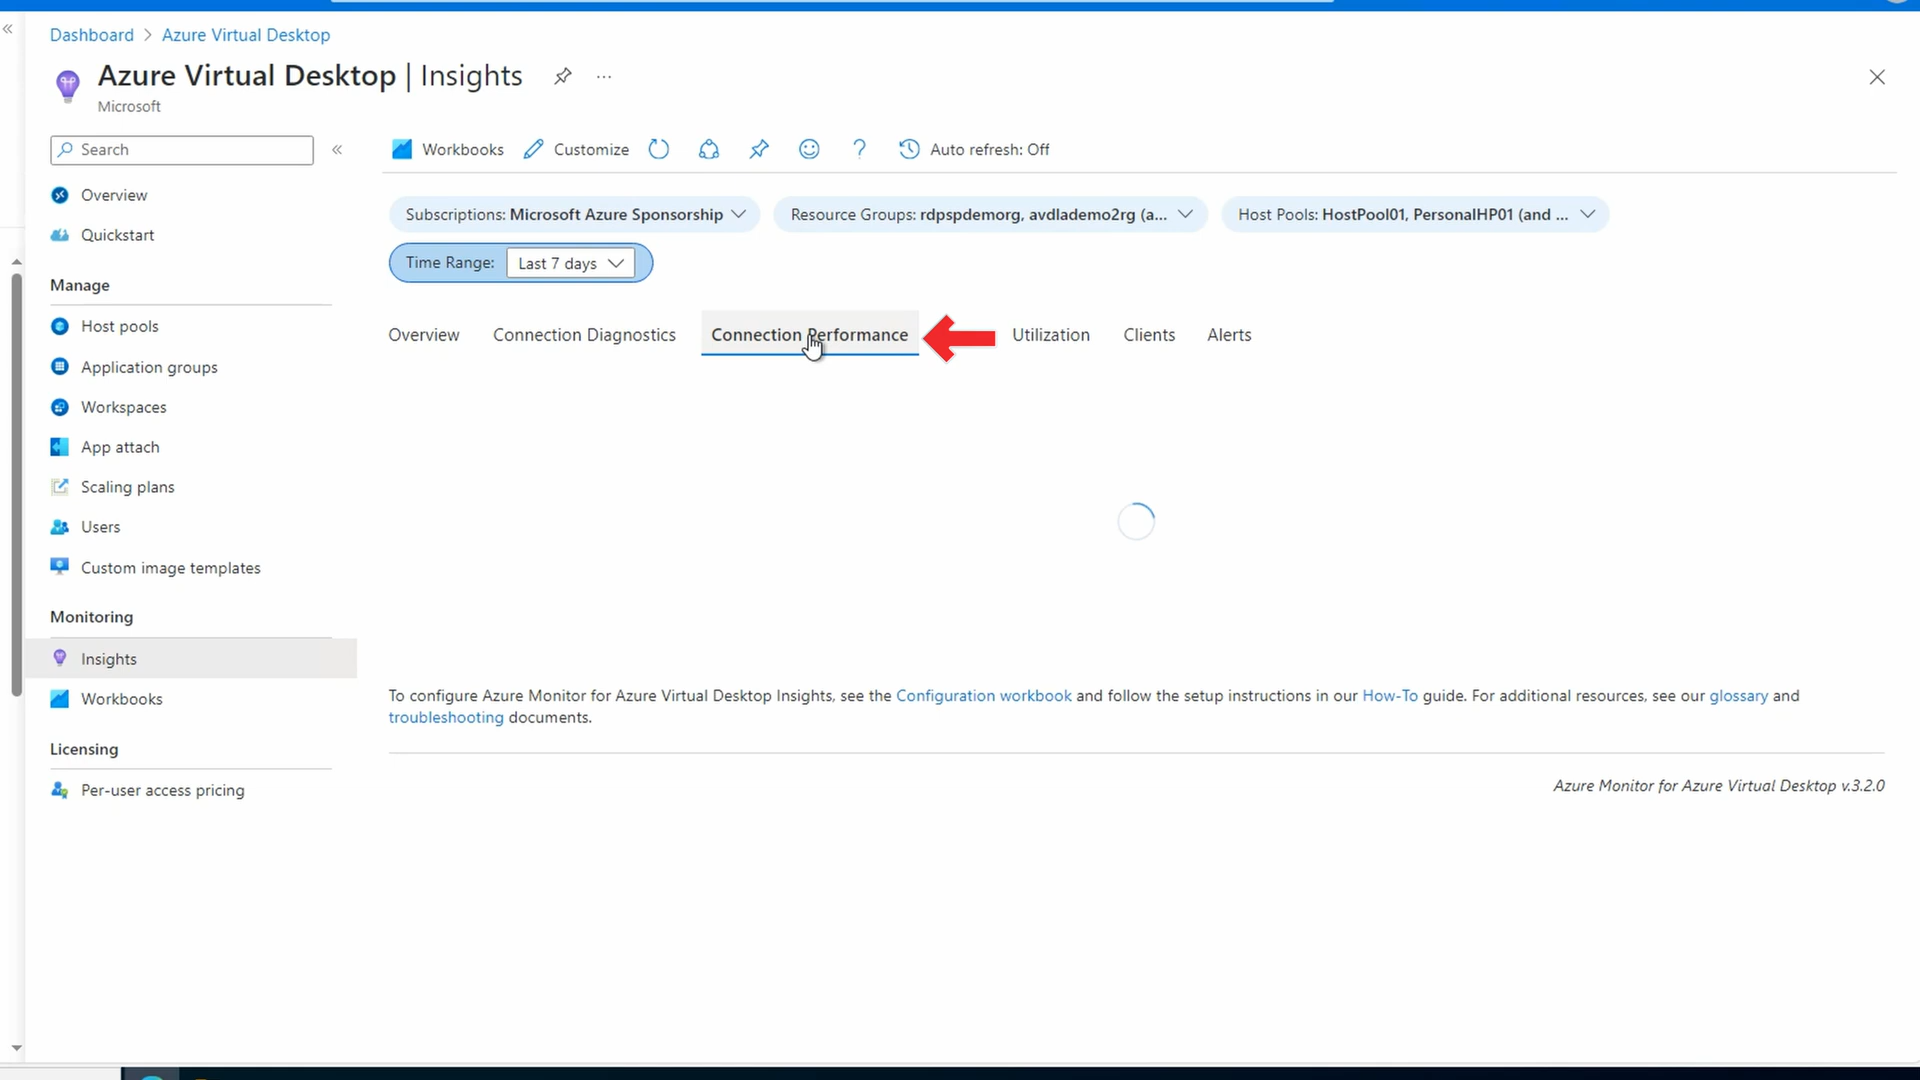 Dashboard > Azure Virtual Desktop
Azure Virtual Desktop | Insights ...
Microsoft
Search
«
Workbooks
Customize
?
Auto refresh: Off
Overview
Quickstart
Manage
Host pools
Application groups
Workspaces
App attach
Scaling plans
Users
Custom image templates
Monitoring
Insights
Workbooks
Licensing
Per-user access pricing
Subscriptions: Microsoft Azure Sponsorship
Resource Groups: rdpspdemorg, avdlademo2rg (a...
Host Pools: HostPool01, PersonalHP01 (and ...
Time Range: Last 7 days
Overview
Connection Diagnostics
Connection Performance
Utilization
Clients
Alerts
To configure Azure Monitor for Azure Virtual Desktop Insights, see the Configuration workbook and follow the setup instructions in our How-To guide. For additional resources, see our glossary and
troubleshooting documents.
Azure Monitor for Azure Virtual Desktop v.3.2.0